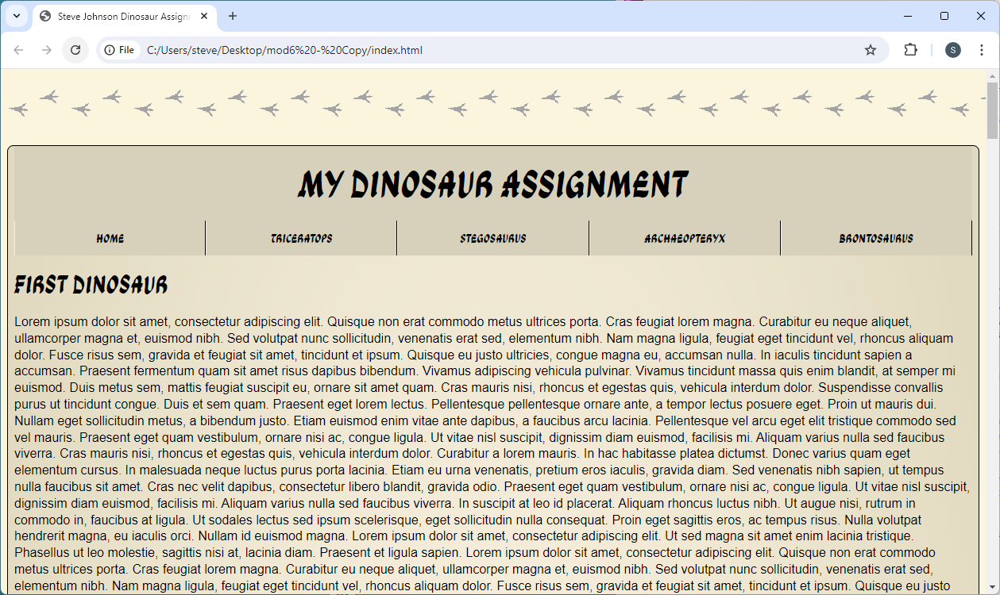 Steve Johnson Dinosaur Assign
File C:/Users/steve/Desktop/mod6%20-%20Copy/index.html
S
MY DINOSAUR ASSIGNMENT
HOME TRICERATOPS STEGOSAURUS ARCHAEOPTERYX BRONTOSAURUS
FIRST DINOSAUR
Lorem ipsum dolor sit amet, consectetur adipiscing elit. Quisque non erat commodo metus ultrices porta. Cras feugiat lorem magna. Curabitur eu neque aliquet,
ullamcorper magna et, euismod nibh. Sed volutpat nunc sollicitudin, venenatis erat sed, elementum nibh. Nam magna ligula, feugiat eget tincidunt vel, rhoncus aliquam
dolor. Fusce risus sem, gravida et feugiat sit amet, tincidunt et ipsum. Quisque eu justo ultricies, congue magna eu, accumsan nulla. In iaculis tincidunt sapien a
accumsan. Praesent fermentum quam sit amet risus dapibus bibendum. Vivamus adipiscing vehicula pulvinar. Vivamus tincidunt massa quis enim blandit, at semper mi
euismod. Duis metus sem, mattis feugiat suscipit eu, ornare sit amet quam. Cras mauris nisi, rhoncus et egestas quis, vehicula interdum dolor. Suspendisse convallis
purus ut tincidunt congue. Duis et sem quam. Praesent eget lorem lectus. Pellentesque pellentesque ornare ante, a tempor lectus posuere eget. Proin ut mauris dui.
Nullam eget sollicitudin metus, a bibendum justo. Etiam euismod enim vitae ante dapibus, a faucibus arcu lacinia. Pellentesque vel arcu eget elit tristique commodo sed
vel mauris. Praesent eget quam vestibulum, ornare nisi ac, congue ligula. Ut vitae nisl suscipit, dignissim diam euismod, facilisis mi. Aliquam varius nulla sed faucibus
viverra. Cras mauris nisi, rhoncus et egestas quis, vehicula interdum dolor. Curabitur a lorem mauris. In hac habitasse platea dictumst. Donec varius quam eget
elementum cursus. In malesuada neque luctus purus porta lacinia. Etiam eu urna venenatis, pretium eros iaculis, gravida diam. Sed venenatis nibh sapien, ut tempus
nulla faucibus sit amet. Cras nec velit dapibus, consectetur libero blandit, gravida odio. Praesent eget quam vestibulum, ornare nisi ac, congue ligula. Ut vitae nisl suscipit,
dignissim diam euismod, facilisis mi. Aliquam varius nulla sed faucibus viverra. In suscipit at leo id placerat. Aliquam rhoncus luctus nibh. Ut augue nisi, rutrum in
commodo in, faucibus at ligula. Ut sodales lectus sed ipsum scelerisque, eget sollicitudin nulla consequat. Proin eget sagittis eros, ac tempus risus. Nulla volutpat
hendrerit magna, eu iaculis orci. Nullam id euismod magna. Lorem ipsum dolor sit amet, consectetur adipiscing elit. Ut sed magna sit amet enim lacinia tristique.
Phasellus ut leo molestie, sagittis nisi at, lacinia diam. Praesent et ligula sapien. Lorem ipsum dolor sit amet, consectetur adipiscing elit. Quisque non erat commodo
metus ultrices porta. Cras feugiat lorem magna. Curabitur eu neque aliquet, ullamcorper magna et, euismod nibh. Sed volutpat nunc sollicitudin, venenatis erat sed,
elementum nibh. Nam magna ligula, feugiat eget tincidunt vel, rhoncus aliquam dolor. Fusce risus sem, gravida et feugiat sit amet, tincidunt et ipsum. Quisque eu justo